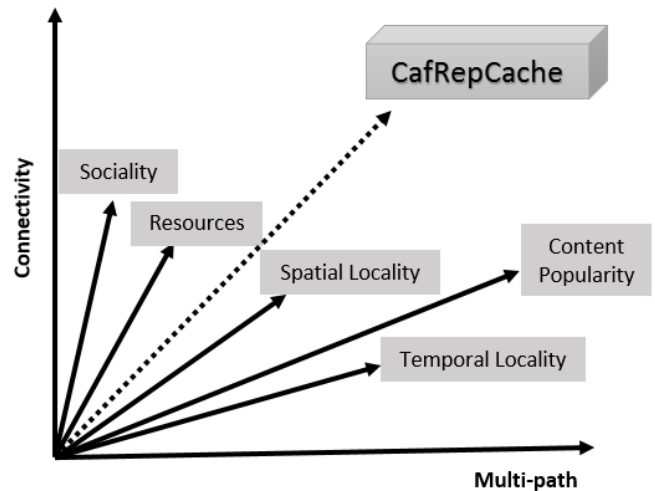 CafRepCache
Sociality
Resources
Spatial Locality
Content
Popularity
Temporal Locality
Connectivity
Multi-path